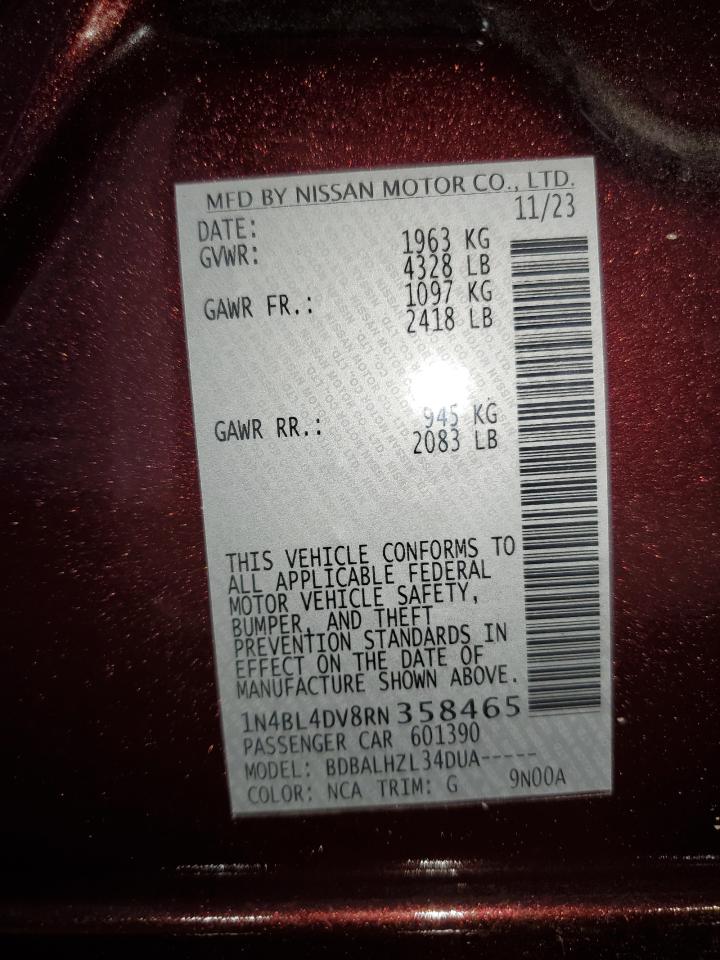 MFD BY NISSAN MOTOR CO., LTD.
DATE: 11/23
GVWR: 1963 KG
4328 LB
GAWR FR.: 1097 KG
2418 LB
GAWR RR.: 945 KG
2083 LB
THIS VEHICLE CONFORMS TO
ALL APPLICABLE FEDERAL
MOTOR VEHICLE SAFETY,
BUMPER, AND THEFT
PREVENTION STANDARDS IN
EFFECT ON THE DATE OF
MANUFACTURE SHOWN ABOVE.
1N4BL4DV8RN358465
PASSENGER CAR 601390
MODEL: BDBALHZL34DUA-----
COLOR: NCA TRIM: G 9N00A